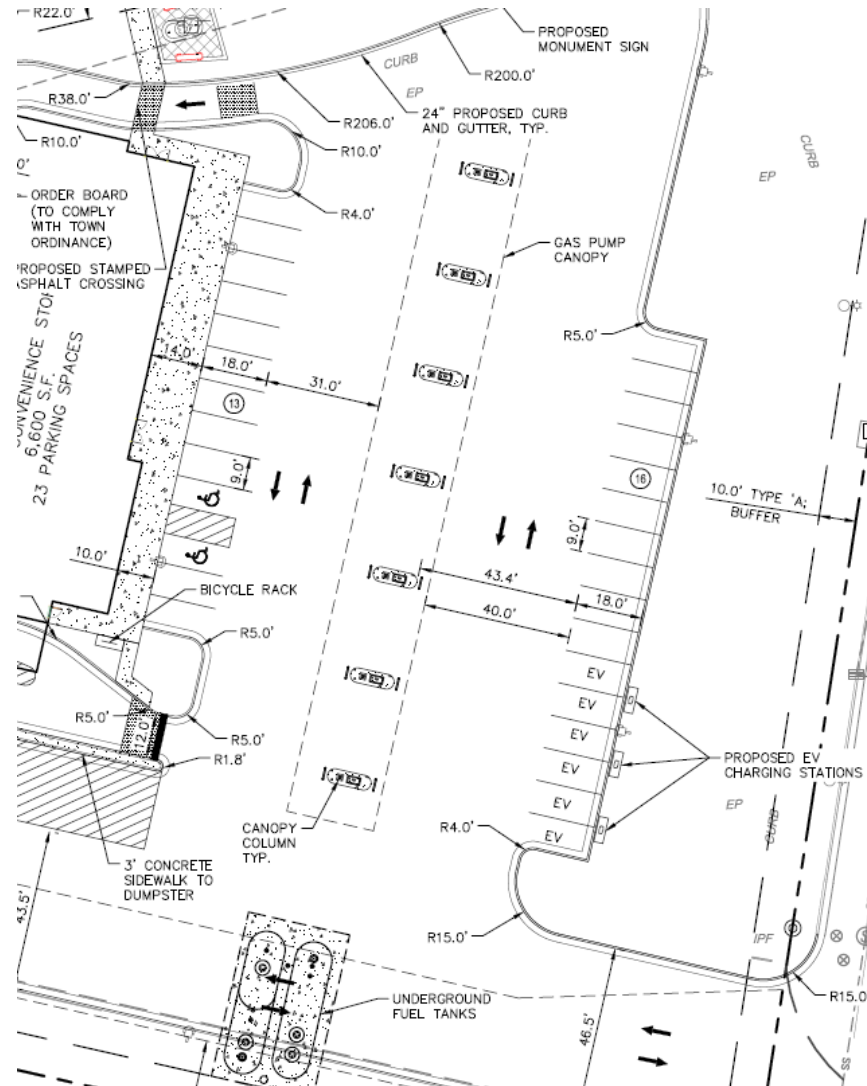 R22.0'
PROPOSED
MONUMENT SIGN
CURB
EP
R200.0'
R38.0'
R206.0'
24" PROPOSED CURB
AND GUTTER, TYP.
R10.0'
R10.0'
CURB
EP
ORDER BOARD
(TO COMPLY
WITH TOWN
ORDINANCE)
R4.0'
GAS PUMP
CANOPY
PROPOSED STAMPED
ASPHALT CROSSING
R5.0'
14.0'
18.0'
31.0'
13
CONVENIENCE STO
6,600 S.F.
23 PARKING SPACES
9.0'
16
10.0' TYPE 'A;
BUFFER
9.0'
10.0'
43.4'
18.0'
BICYCLE RACK
40.0'
R5.0'
EV
EV
EV
EV
EV
EV
R5.0'
12.0'
R5.0'
R1.8'
PROPOSED EV
CHARGING STATIONS
EP
CURB
CANOPY
COLUMN
TYP.
R4.0'
3' CONCRETE
SIDEWALK TO
DUMPSTER
43.5'
R15.0'
IPF
UNDERGROUND
FUEL TANKS
46.5'
R15.0
SS